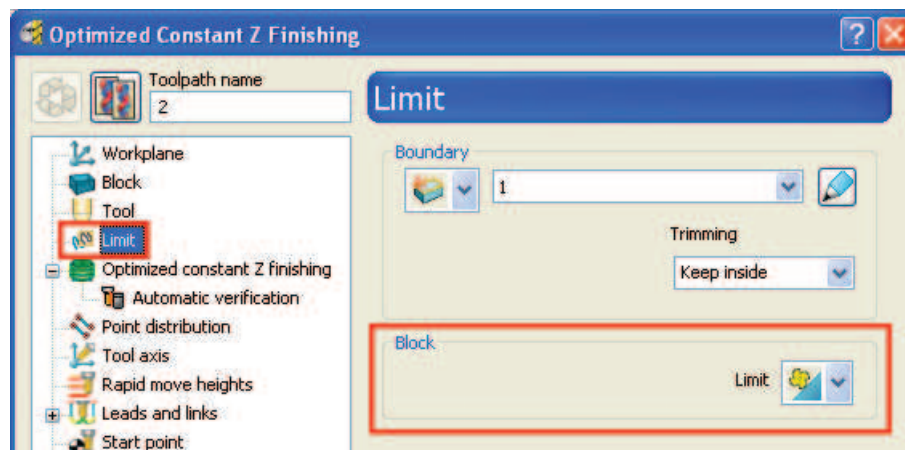 Optimized Constant Z Finishing
Toolpath name
2
Workplane
Block
Tool
Limit
Optimized constant Z finishing
Automatic verification
Point distribution
Tool axis
Rapid move heights
Leads and links
Start point
Limit
Boundary
1
Trimming
Keep inside
Block
Limit